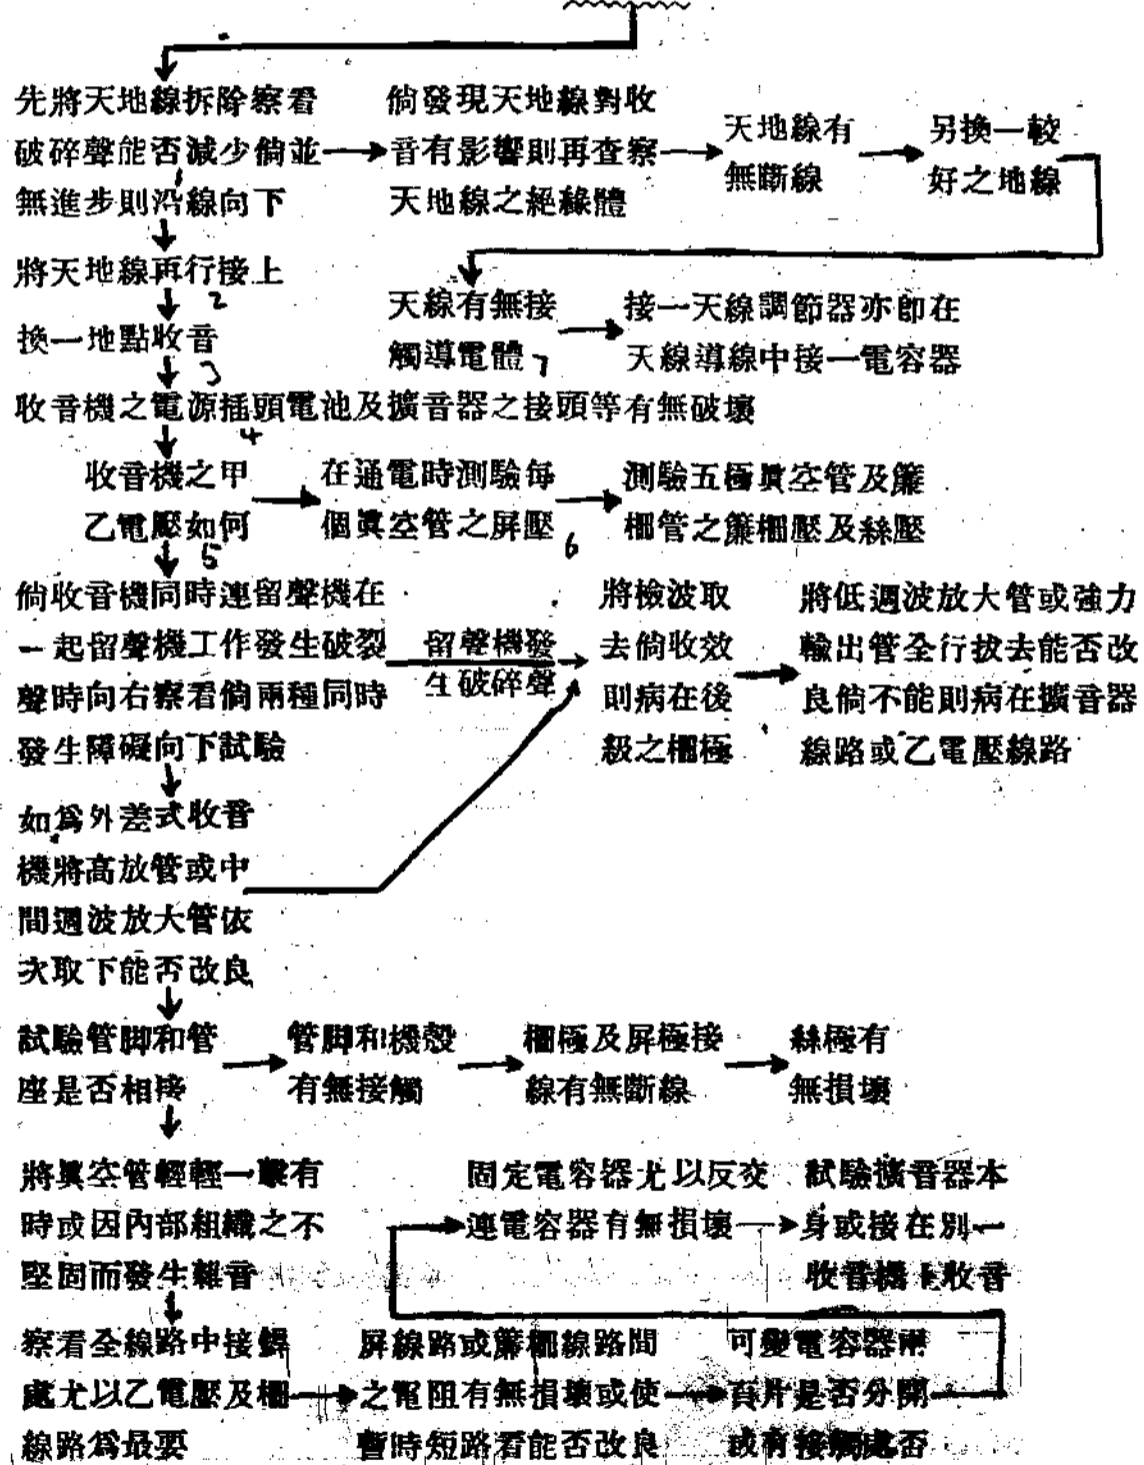 先將天地線拆除察看
破碎聲能否減少倘並
無進步則沿線向下
倘發現天地線對收
音有影響則再查察
天地線之絕緣體
天地線有
無斷線
另換一較
好之地線
將天地線再行接上
2
換一地點收音
3
天線有無接
觸導電體
7
接一天線調節器亦卽在
天線導線中接一電容器
收音機之電源插頭電池及擴音器之接頭等有無破壞
4
收音機之甲
乙電壓如何
5
在通電時測驗每
個眞空管之屏壓
6
測驗五極眞空管及簾
柵管之簾柵壓及絲壓
倘收音機同時連留聲機在
一起留聲機工作發生破裂
聲時向右察看倘兩種同時
發生障礙向下試驗
留聲機發
生破碎聲
將檢波取
去倘收效
則病在後
級之柵極
將低週波放大管或強力
輸出管全行拔去能否改
良倘不能則病在擴音器
線路或乙電壓線路
如爲外差式收音
機將高放管或中
間週波放大管依
次取下能否改良
試驗管脚和管
座是否相接
管脚和機殼
有無接觸
柵極及屏極接
線有無斷線
絲極有
無損壞
將眞空管輕輕一擊有
時或因內部組織之不
堅固而發生雜音
固定電容器尤以反交
連電容器有無損壞
試驗擴音器本
身或接在別一
收音機上收音
察看全線路中接銲
處尤以乙電壓及柵
線路爲最要
屏線路或簾柵線路間
之電阻有無損壞或使
暫時短路看能否改良
可變電容器兩
頁片是否分開
或有接觸處否